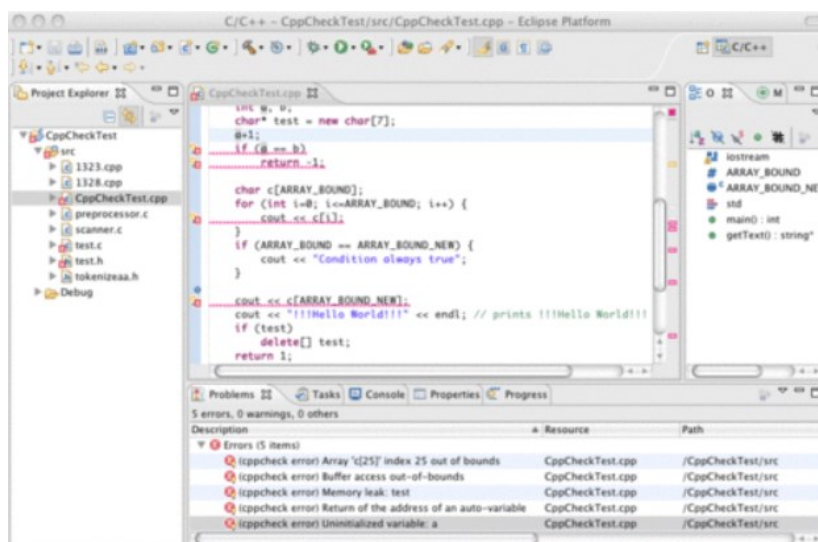 C/C++ - CppCheckTest/src/CppCheckTest.cpp - Eclipse Platform
C/C++
Project Explorer
CppCheckTest
src
1323.cpp
1328.cpp
CppCheckTest.cpp
preprocessor.c
scanner.c
test.c
test.h
tokenizeaa.h
Debug
CppCheckTest.cpp
int a, b;
char* test = new char[7];
a+1;
if (a == b)
return -1;
char c[ARRAY_BOUND];
for (int i=0; i<=ARRAY_BOUND; i++) {
cout << c[i];
}
if (ARRAY_BOUND == ARRAY_BOUND_NEW) {
cout << "Condition always true";
}
cout << c[ARRAY_BOUND_NEW];
cout << "!!!Hello World!!!" << endl; // prints !!!Hello World!!!
if (test)
delete[] test;
return 1;
O M
iostream
ARRAY_BOUND
ARRAY_BOUND_NE
std
main() : int
getText() : string*
Problems Tasks Console Properties Progress
5 errors, 0 warnings, 0 others
Description Resource Path
Errors (5 items)
(cppcheck error) Array 'c[25]' index 25 out of bounds CppCheckTest.cpp /CppCheckTest/src
(cppcheck error) Buffer access out-of-bounds CppCheckTest.cpp /CppCheckTest/src
(cppcheck error) Memory leak: test CppCheckTest.cpp /CppCheckTest/src
(cppcheck error) Return of the address of an auto-variable CppCheckTest.cpp /CppCheckTest/src
(cppcheck error) Uninitialized variable: a CppCheckTest.cpp /CppCheckTest/src